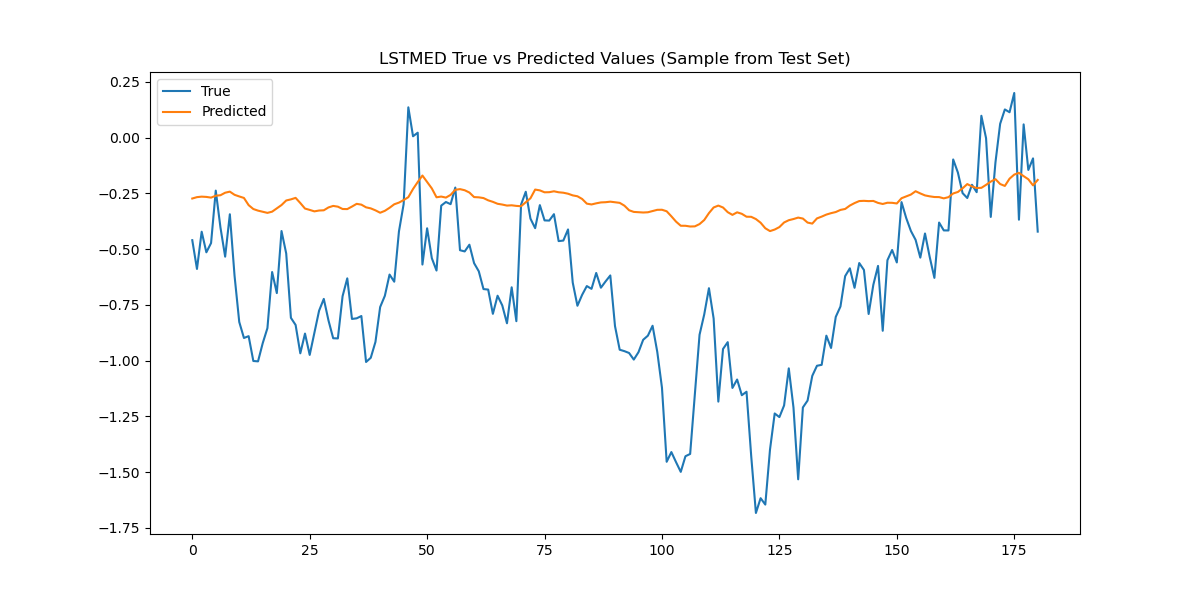 LSTMED True vs Predicted Values (Sample from Test Set)
True
Predicted
0.25
0.00
−0.25
−0.50
−0.75
−1.00
−1.25
−1.50
−1.75
0 25 50 75 100 125 150 175